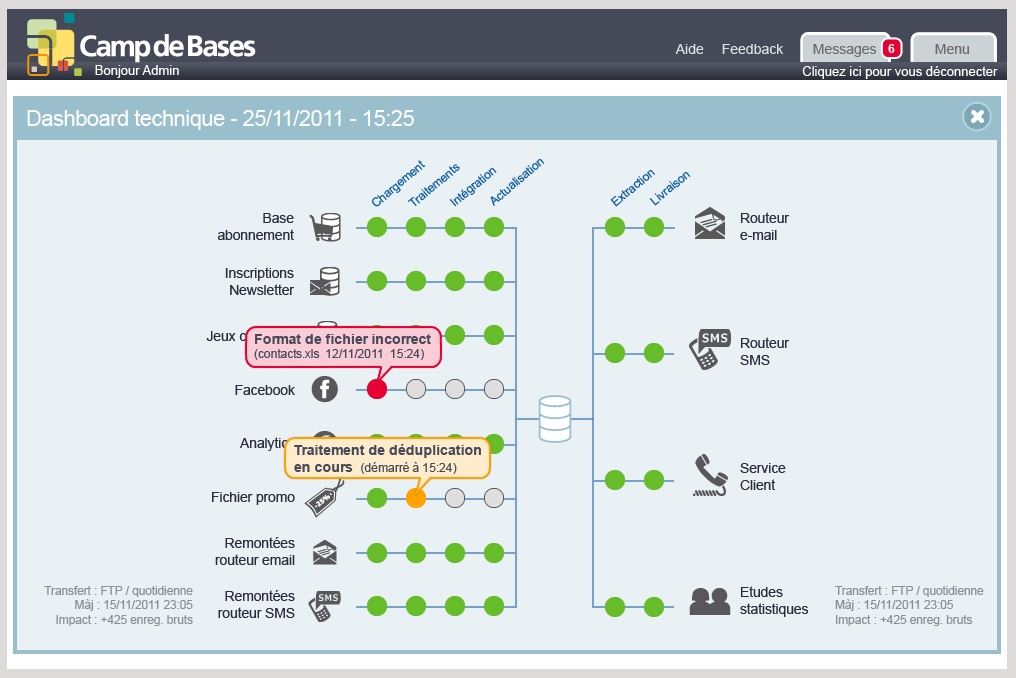 Camp de Bases
Bonjour Admin
Aide Feedback Messages 6 Menu
Cliquez ici pour vous déconnecter
Dashboard technique - 25/11/2011 - 15:25
Chargement
Traitements
Intégration
Actualisation
Extraction
Livraison
Base
abonnement
Inscriptions
Newsletter
Jeux
Format de fichier incorrect
(contacts.xls 12/11/2011 15:24)
Facebook
Traitement de déduplication
en cours (démarré à 15:24)
Fichier promo
-25%
Remontées
routeur email
Remontées
routeur SMS
SMS
Transfert : FTP / quotidienne
Màj : 15/11/2011 23:05
Impact : +425 enreg. bruts
Routeur
e-mail
SMS
Routeur
SMS
Service
Client
Etudes
statistiques
Transfert : FTP / quotidienne
Màj : 15/11/2011 23:05
Impact : +425 enreg. bruts